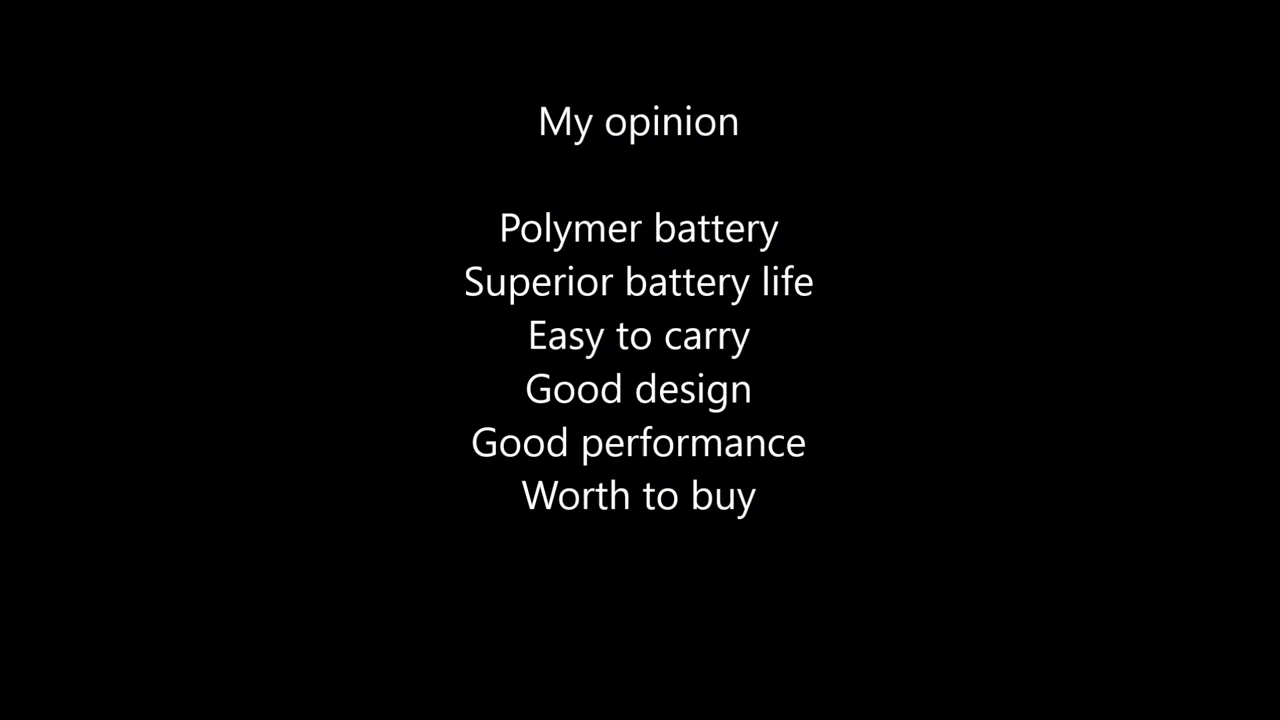 My opinion
Polymer battery
Superior battery life
Easy to carry
Good design
Good performance
Worth to buy